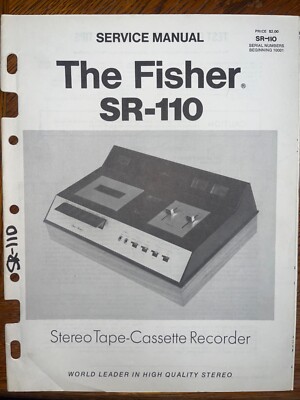 SERVICE MANUAL
PRICE $2.00
SR-110
SERIAL NUMBERS
BEGINNING 10001
The Fisher®
SR-110
SR-110
Stereo Tape-Cassette Recorder
WORLD LEADER IN HIGH QUALITY STEREO